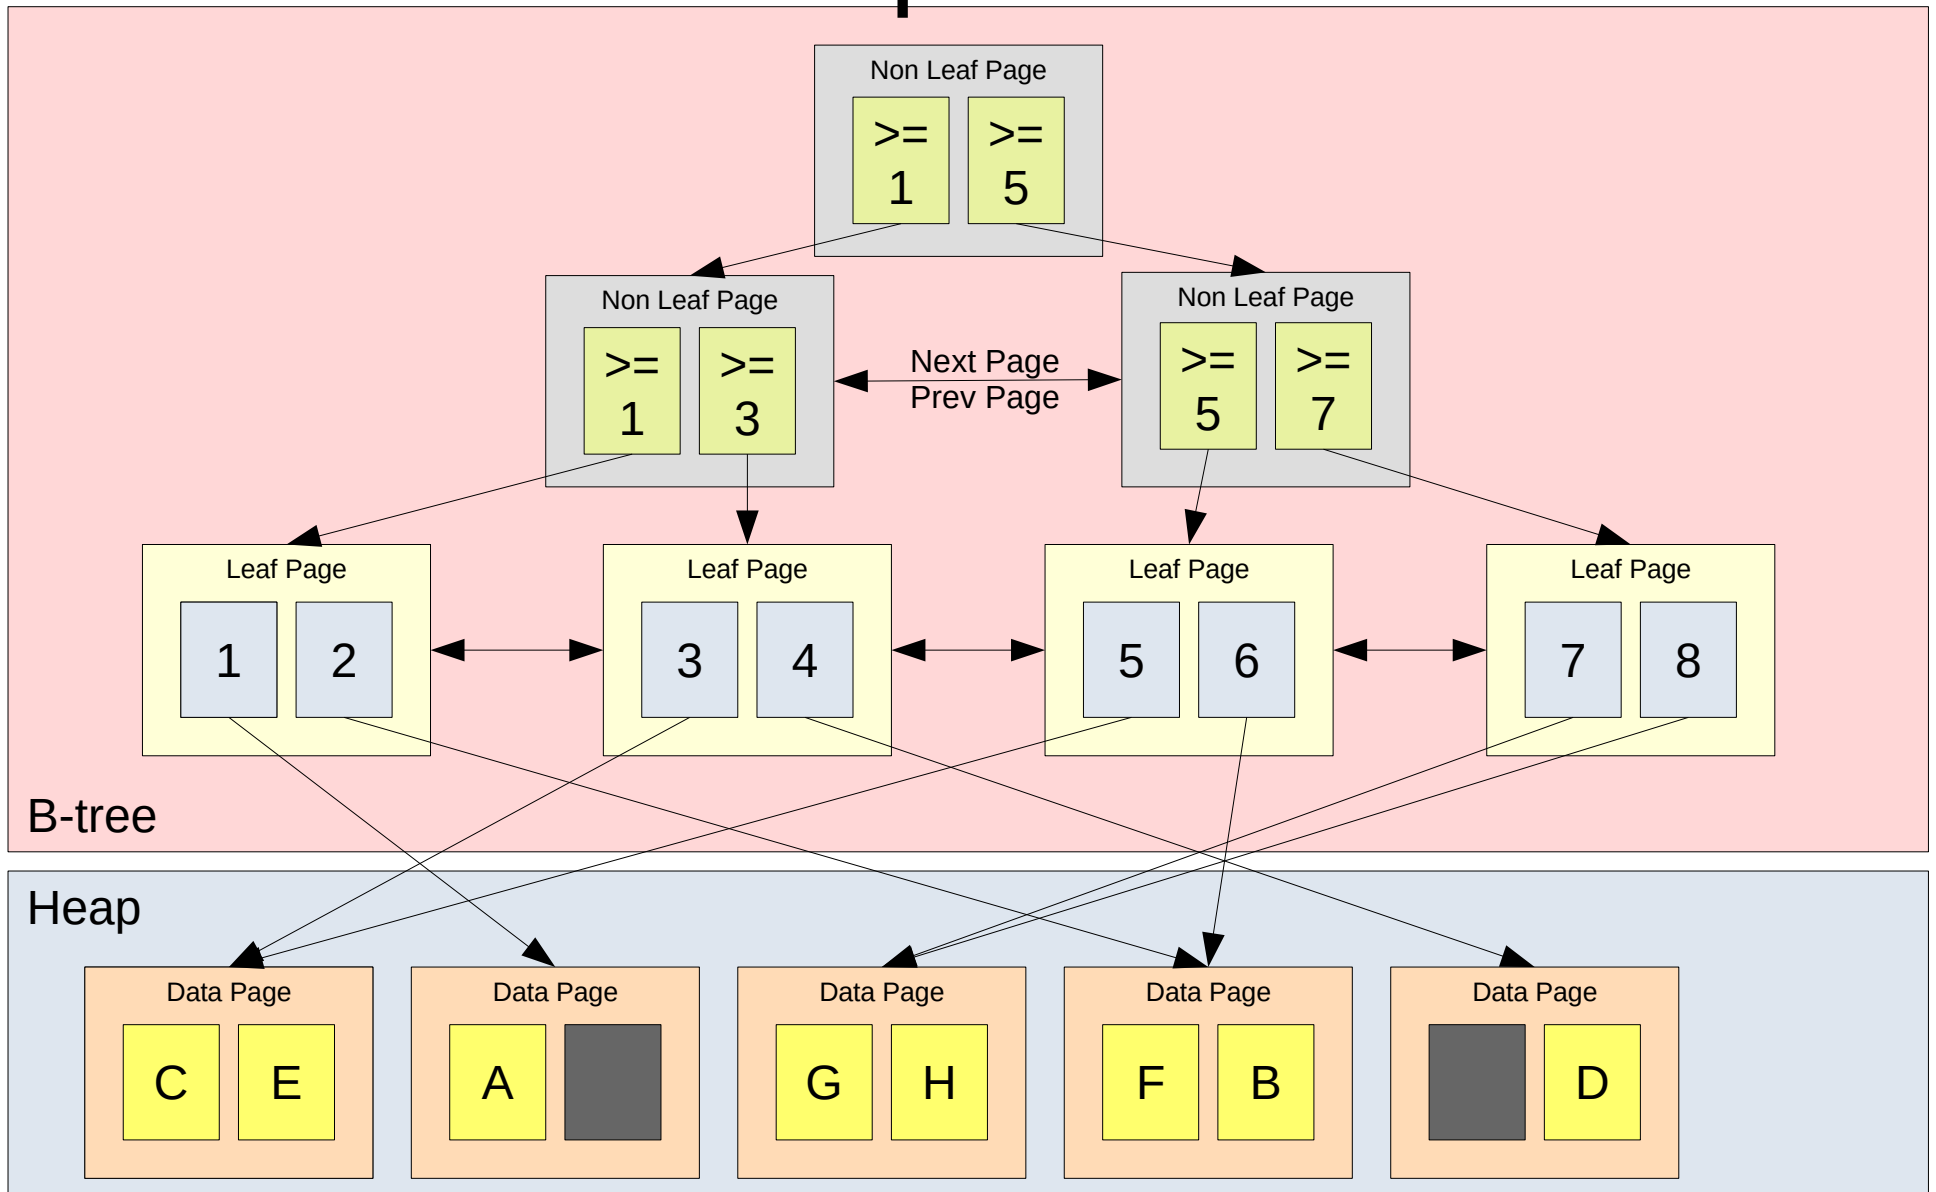 Non Leaf Page
>= >=
1 5
Non Leaf Page
>= >=
1 3
Next Page
Prev Page
Non Leaf Page
>= >=
5 7
Leaf Page
1 2
Leaf Page
3 4
Leaf Page
5 6
Leaf Page
7 8
B-tree
Heap
Data Page
C E
Data Page
A
Data Page
G H
Data Page
F B
Data Page
D